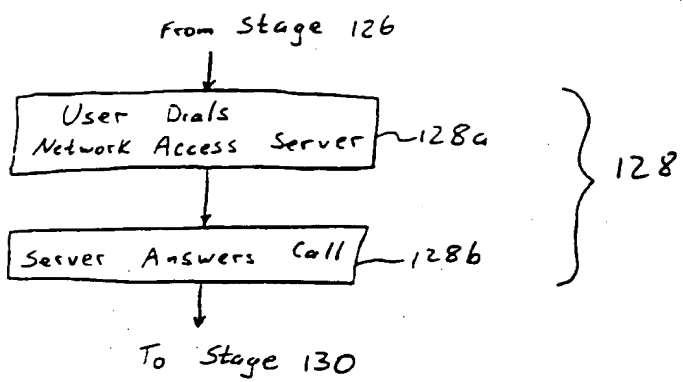 From Stage 126
User Dials
Network Access Server
128a
128
Server Answers Call
128b
To Stage 130